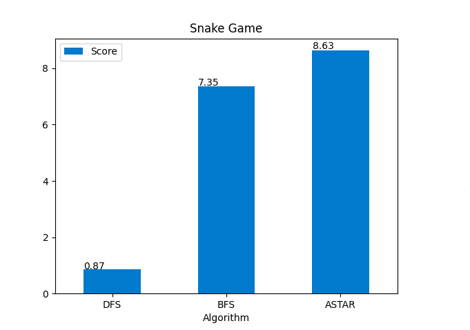 Snake Game
Score
8.63
7.35
0.87
8
6
4
2
0
DFS BFS ASTAR
Algorithm